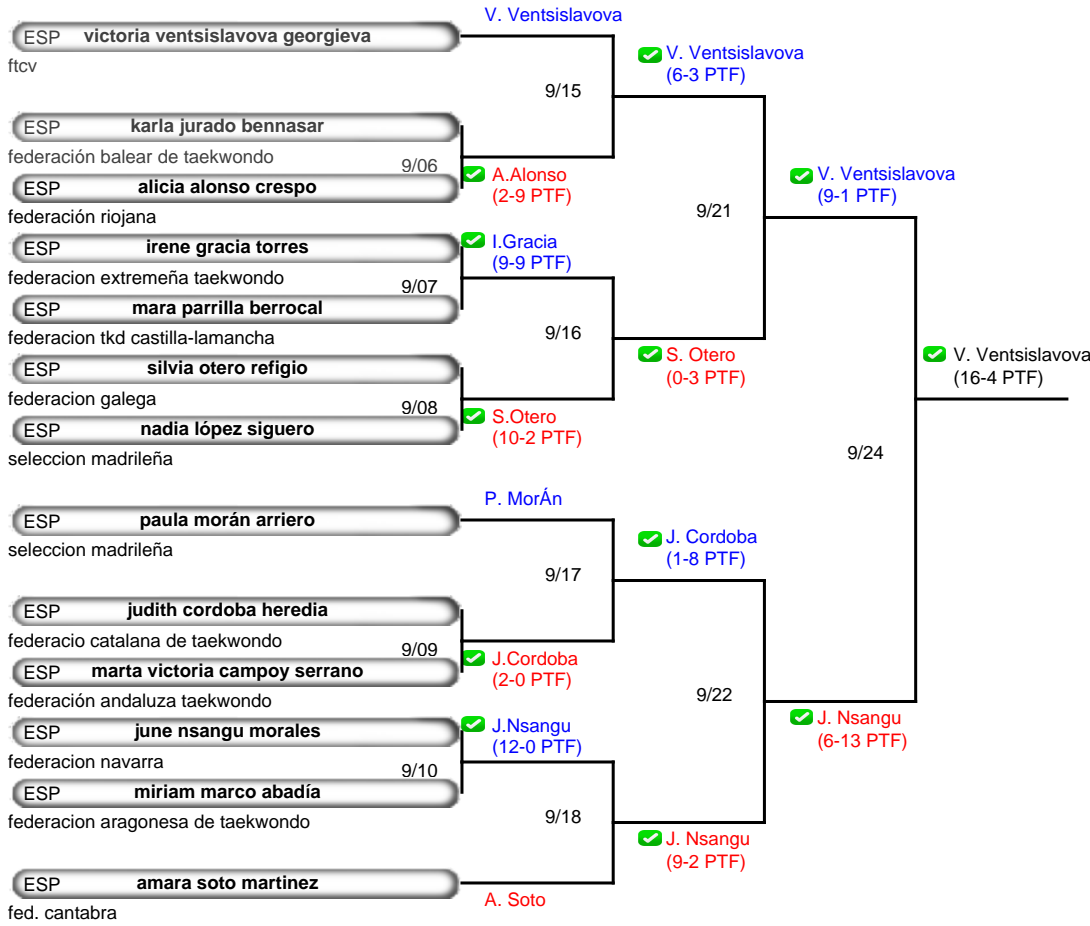 V. Ventsislavova
ESP victoria ventsislavova georgieva
ftcv
V. Ventsislavova
(6-3 PTF)
9/15
ESP karla jurado bennasar
federación balear de taekwondo
9/06
A.Alonso
(2-9 PTF)
ESP alicia alonso crespo
federación riojana
V. Ventsislavova
(9-1 PTF)
9/21
ESP irene gracia torres
federacion extremeña taekwondo
I.Gracia
(9-9 PTF)
9/07
ESP mara parrilla berrocal
federacion tkd castilla-lamancha
9/16
S. Otero
(0-3 PTF)
V. Ventsislavova
(16-4 PTF)
ESP silvia otero refigio
federacion galega
9/08
S.Otero
(10-2 PTF)
ESP nadia lópez siguero
seleccion madrileña
9/24
P. MorÁn
ESP paula morán arriero
seleccion madrileña
J. Cordoba
(1-8 PTF)
9/17
ESP judith cordoba heredia
federacio catalana de taekwondo
9/09
J.Cordoba
(2-0 PTF)
ESP marta victoria campoy serrano
federación andaluza taekwondo
9/22
J. Nsangu
(6-13 PTF)
ESP june nsangu morales
federacion navarra
J.Nsangu
(12-0 PTF)
9/10
ESP miriam marco abadía
federacion aragonesa de taekwondo
9/18
J. Nsangu
(9-2 PTF)
ESP amara soto martinez
fed. cantabra
A. Soto